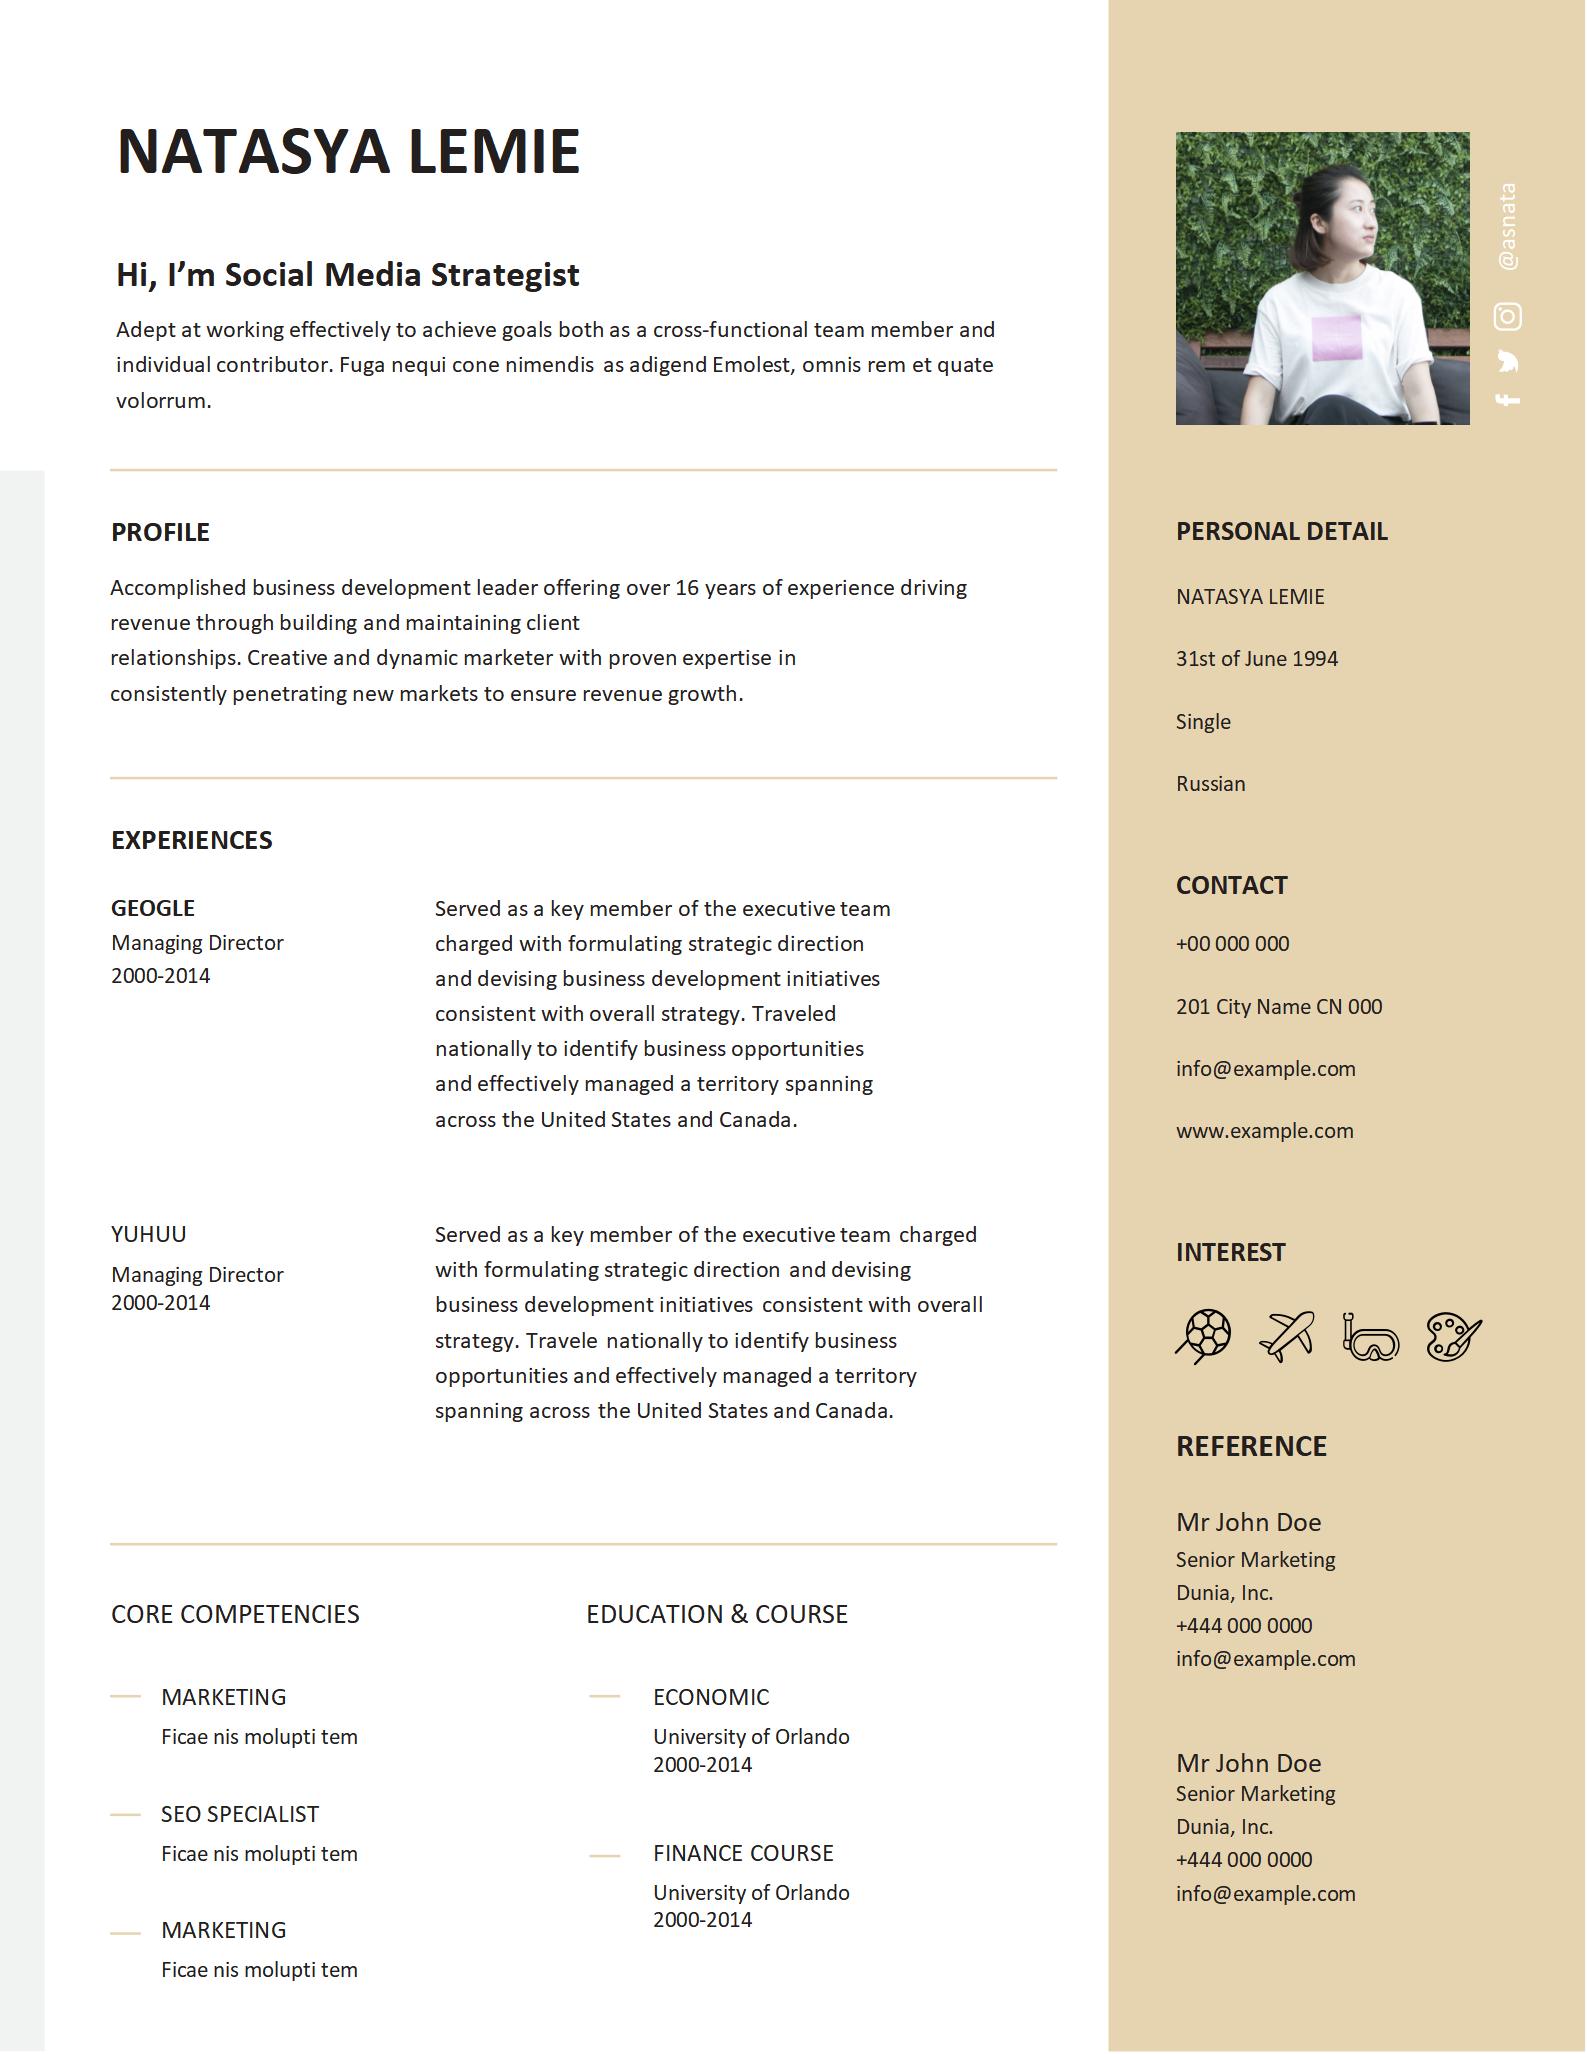 NATASYA LEMIE
Hi, I’m Social Media Strategist
Adept at working effectively to achieve goals both as a cross-functional team member and
individual contributor. Fuga nequi cone nimendis as adigend Emolest, omnis rem et quate
volorrum.
PROFILE
Accomplished business development leader offering over 16 years of experience driving
revenue through building and maintaining client
relationships. Creative and dynamic marketer with proven expertise in
consistently penetrating new markets to ensure revenue growth.
EXPERIENCES
GEOGLE
Managing Director
2000-2014
Served as a key member of the executive team
charged with formulating strategic direction
and devising business development initiatives
consistent with overall strategy. Traveled
nationally to identify business opportunities
and effectively managed a territory spanning
across the United States and Canada.
YUHUU
Managing Director
2000-2014
Served as a key member of the executive team charged
with formulating strategic direction and devising
business development initiatives consistent with overall
strategy. Travele nationally to identify business
opportunities and effectively managed a territory
spanning across the United States and Canada.
CORE COMPETENCIES
MARKETING
Ficae nis molupti tem
SEO SPECIALIST
Ficae nis molupti tem
MARKETING
Ficae nis molupti tem
EDUCATION & COURSE
ECONOMIC
University of Orlando
2000-2014
FINANCE COURSE
University of Orlando
2000-2014
@asnata
PERSONAL DETAIL
NATASYA LEMIE
31st of June 1994
Single
Russian
CONTACT
+00 000 000
201 City Name CN 000
info@example.com
www.example.com
INTEREST
REFERENCE
Mr John Doe
Senior Marketing
Dunia, Inc.
+444 000 0000
info@example.com
Mr John Doe
Senior Marketing
Dunia, Inc.
+444 000 0000
info@example.com